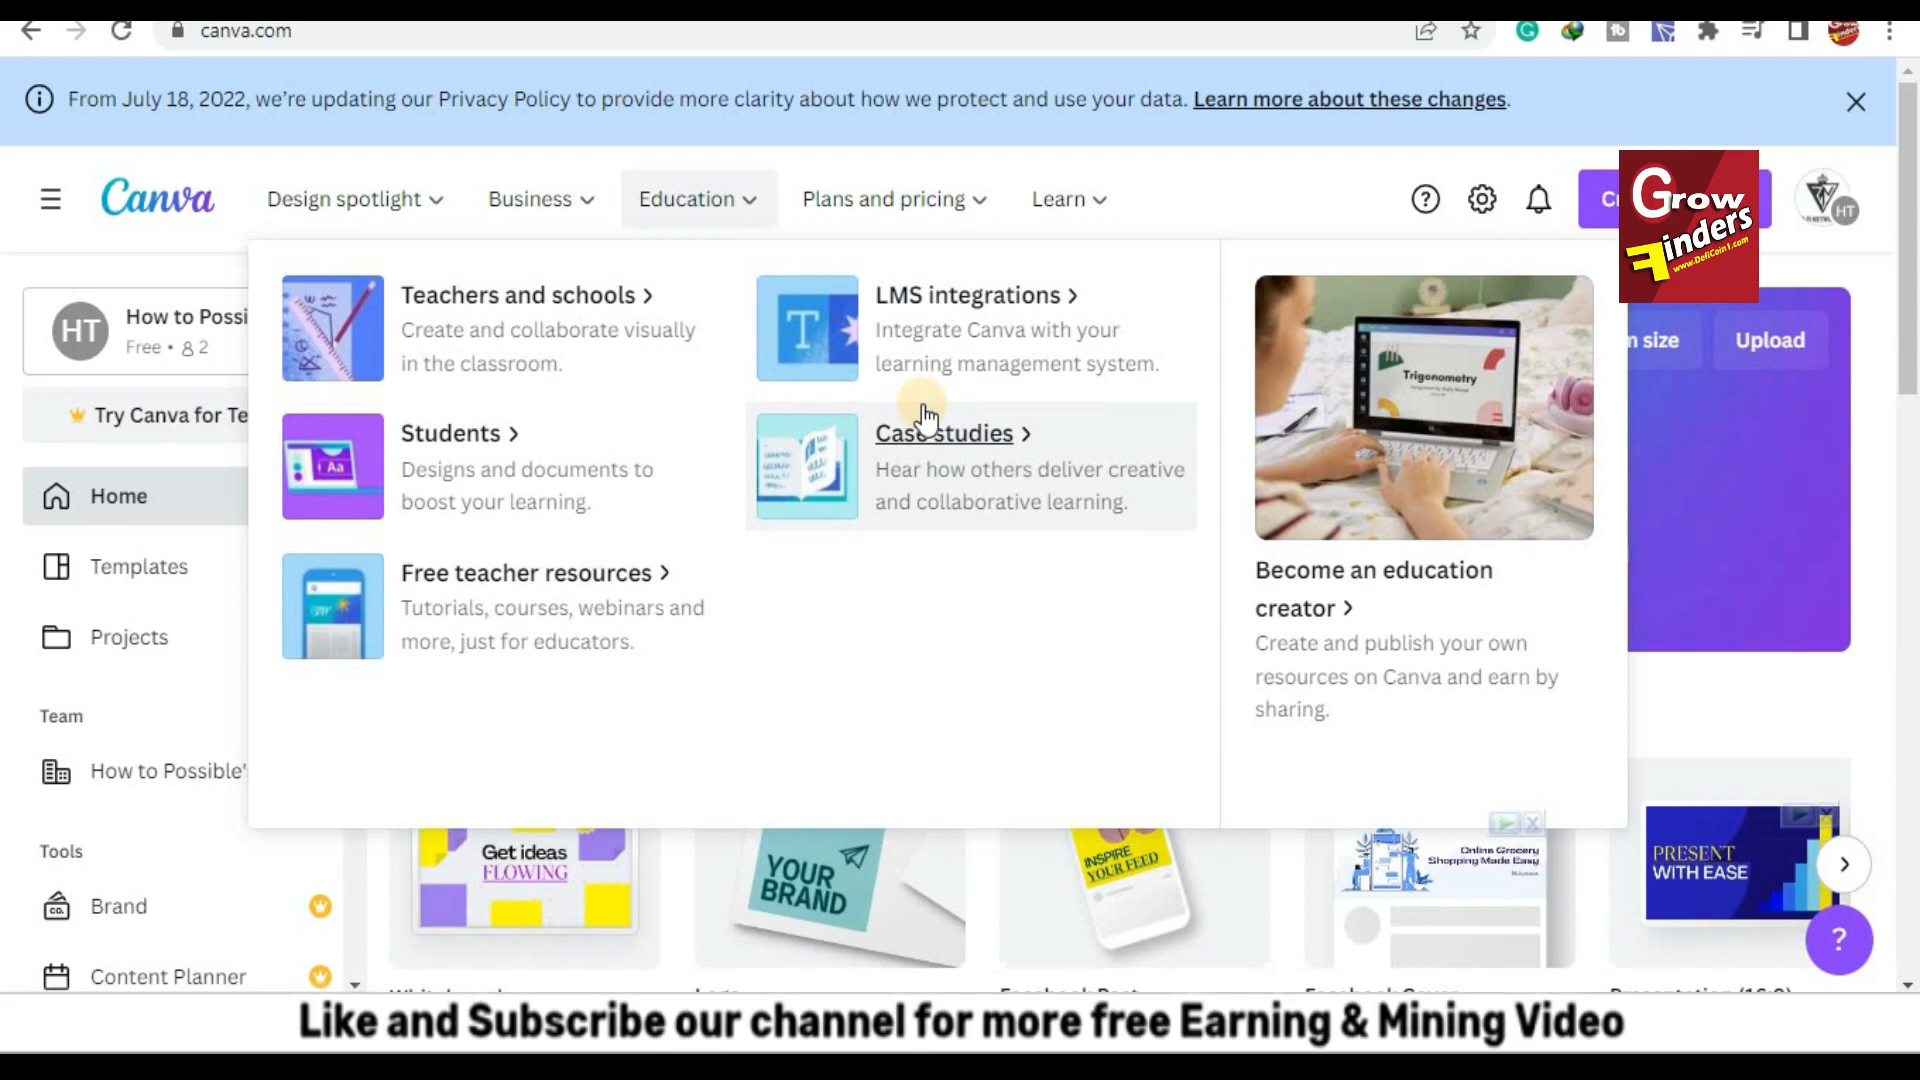 canva.com
From July 18, 2022, we're updating our Privacy Policy to provide more clarity about how we protect and use your data. Learn more about these changes.
Canva
Design spotlight
Business
Education
Plans and pricing
Learn
Grow
Finders
www.DefiCoin1.com
HT
HT
How to Possi
Free • 2
Try Canva for Te
Home
Templates
Projects
Team
How to Possible'
Tools
Brand
Content Planner
Teachers and schools
Create and collaborate visually
in the classroom.
Students
Designs and documents to
boost your learning.
Free teacher resources
Tutorials, courses, webinars and
more, just for educators.
LMS integrations
Integrate Canva with your
learning management system.
Case studies
Hear how others deliver creative
and collaborative learning.
Trigonometry
Become an education
creator
Create and publish your own
resources on Canva and earn by
sharing.
size
Upload
Get ideas
FLOWING
YOUR
BRAND
INSPIRE
YOUR FEED
Online Grocery
Shopping Made Easy
PRESENT
WITH EASE
?
Like and Subscribe our channel for more free Earning & Mining Video